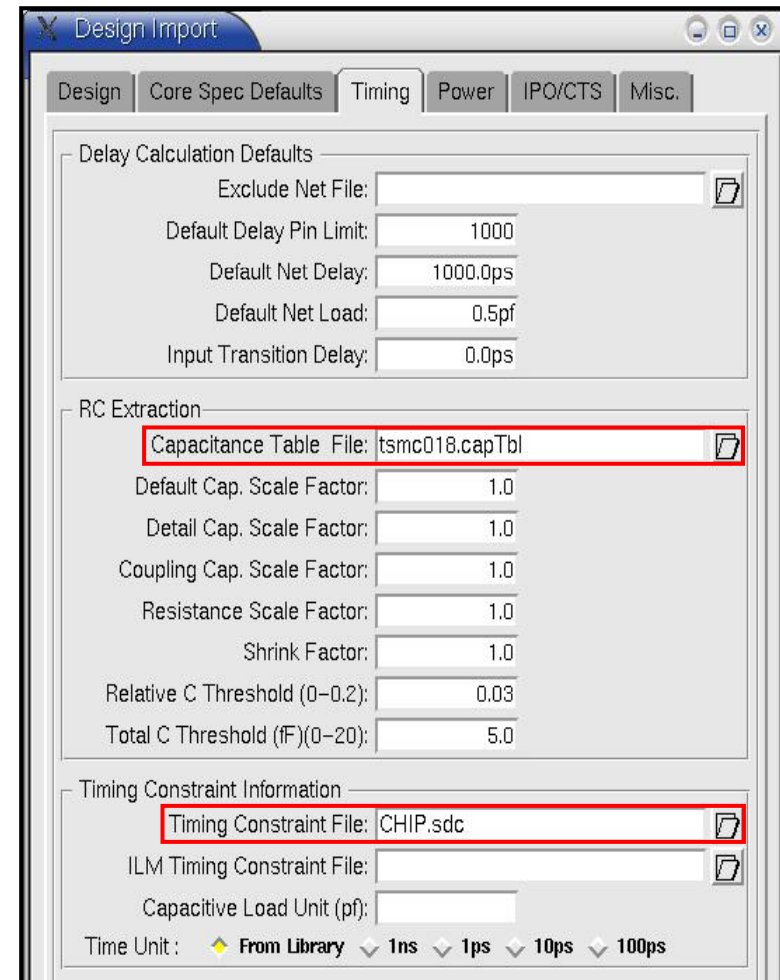 Design Import
Design Core Spec Defaults Timing Power IPO/CTS Misc.
Delay Calculation Defaults
Exclude Net File:
Default Delay Pin Limit: 1000
Default Net Delay: 1000.0ps
Default Net Load: 0.5pf
Input Transition Delay: 0.0ps
RC Extraction
Capacitance Table File: tsmc018.capTbl
Default Cap. Scale Factor: 1.0
Detail Cap. Scale Factor: 1.0
Coupling Cap. Scale Factor: 1.0
Resistance Scale Factor: 1.0
Shrink Factor: 1.0
Relative C Threshold (0-0.2): 0.03
Total C Threshold (fF)(0-20): 5.0
Timing Constraint Information
Timing Constraint File: CHIP.sdc
ILM Timing Constraint File:
Capacitive Load Unit (pf):
Time Unit : From Library 1ns 1ps 10ps 100ps